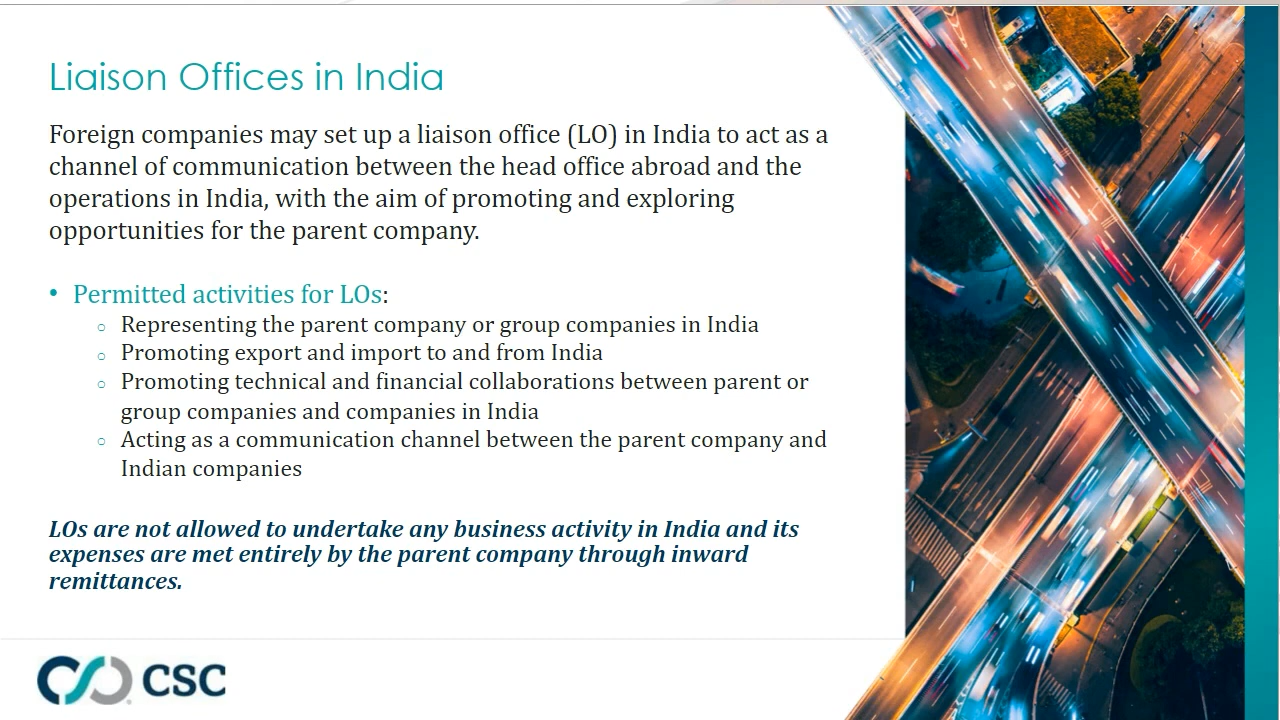 Liaison Offices in India
Foreign companies may set up a liaison office (LO) in India to act as a
channel of communication between the head office abroad and the
operations in India, with the aim of promoting and exploring
opportunities for the parent company.
• Permitted activities for LOs:
○ Representing the parent company or group companies in India
○ Promoting export and import to and from India
○ Promoting technical and financial collaborations between parent or
group companies and companies in India
○ Acting as a communication channel between the parent company and
Indian companies
LOs are not allowed to undertake any business activity in India and its
expenses are met entirely by the parent company through inward
remittances.
CSC